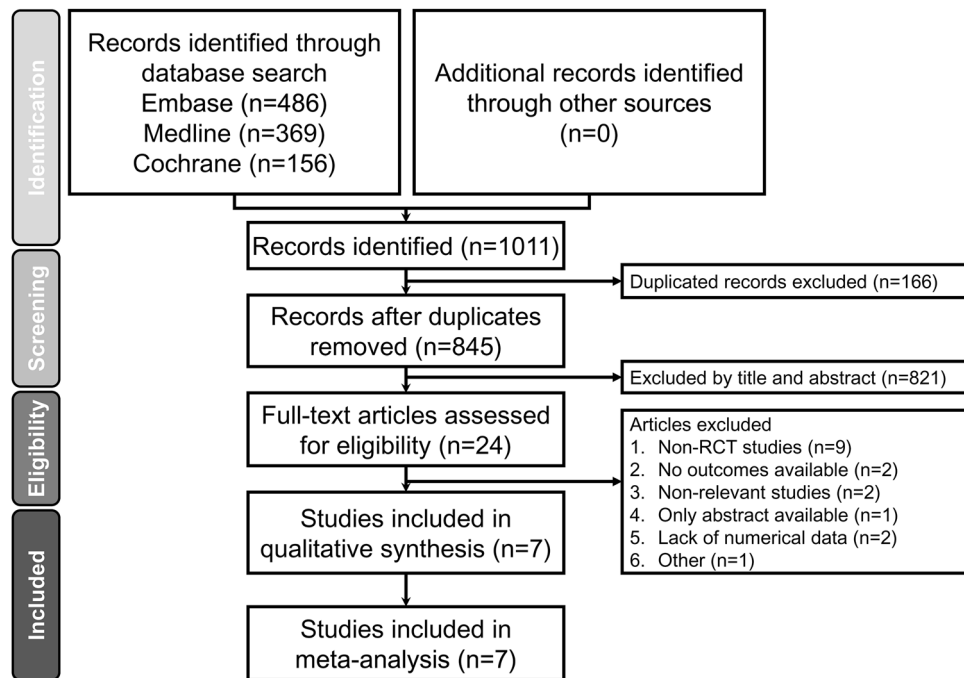 Identification
Records identified through
database search
Embase (n=486)
Medline (n=369)
Cochrane (n=156)
Additional records identified
through other sources
(n=0)
Records identified (n=1011)
Screening
Duplicated records excluded (n=166)
Records after duplicates
removed (n=845)
Excluded by title and abstract (n=821)
Eligibility
Full-text articles assessed
for eligibility (n=24)
Articles excluded
1. Non-RCT studies (n=9)
2. No outcomes available (n=2)
3. Non-relevant studies (n=2)
4. Only abstract available (n=1)
5. Lack of numerical data (n=2)
6. Other (n=1)
Included
Studies included in
qualitative synthesis (n=7)
Studies included in
meta-analysis (n=7)